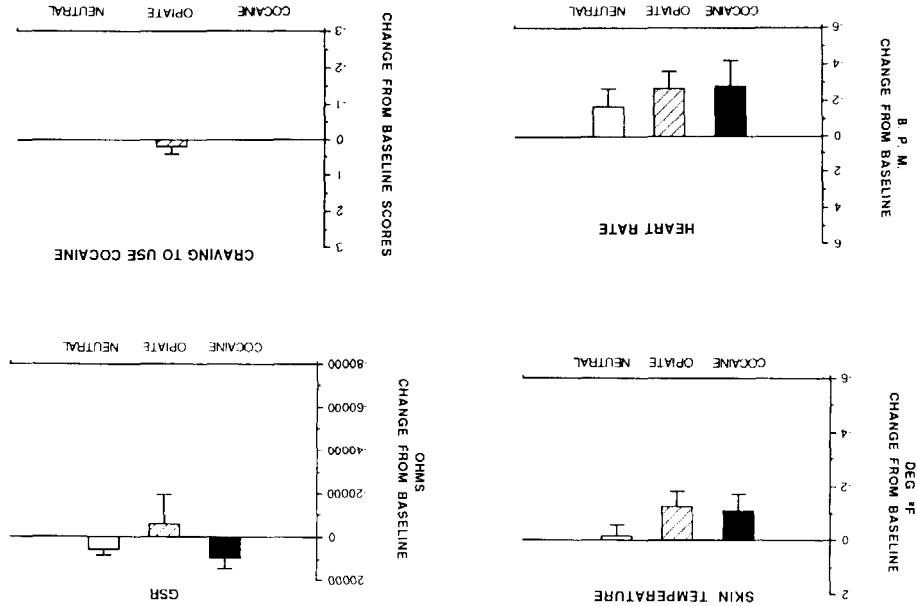 SKIN TEMPERATURE
DEG °F
CHANGE FROM BASELINE
2
0
-2
-4
-6
COCAINE OPIATE NEUTRAL
GSR
OHMS
CHANGE FROM BASELINE
20000
0
-20000
-40000
-60000
-80000
COCAINE OPIATE NEUTRAL
HEART RATE
B. P. M.
CHANGE FROM BASELINE
6
4
2
0
-2
-4
-6
COCAINE OPIATE NEUTRAL
CRAVING TO USE COCAINE
CHANGE FROM BASELINE SCORES
3
2
1
0
-1
-2
-3
COCAINE OPIATE NEUTRAL